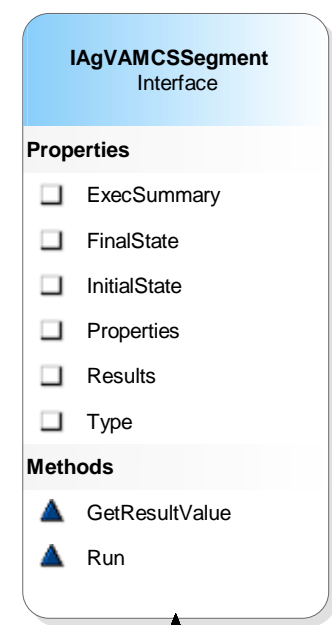 IAgVAMCSSegment
Interface
Properties
ExecSummary
FinalState
InitialState
Properties
Results
Type
Methods
GetResultValue
Run